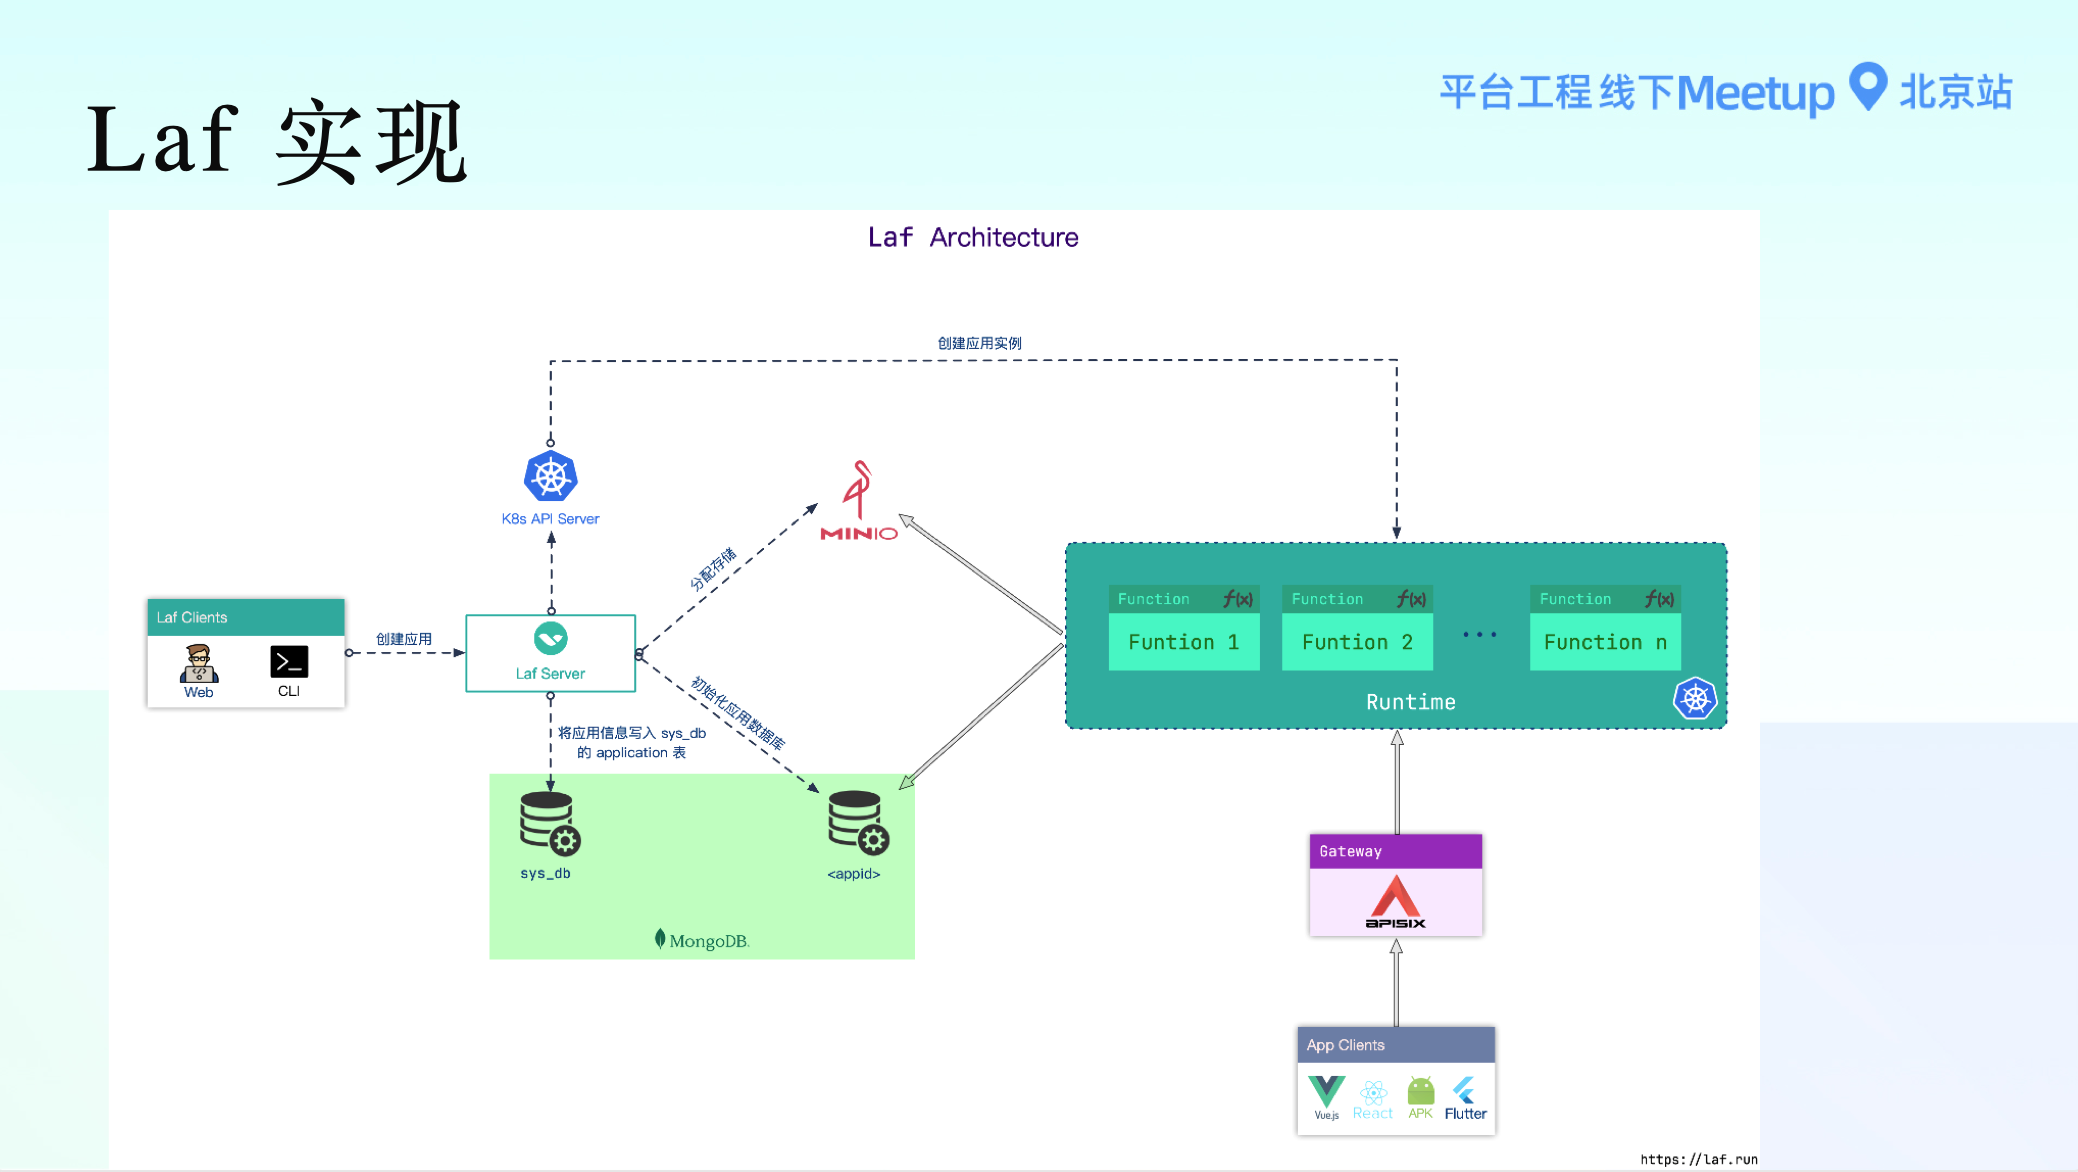 Laf 实现
平台工程 线下Meetup 北京站
Laf Architecture
创建应用实例
K8s API Server
MINIO
分配存储
Laf Clients
Web
CLI
创建应用
Laf Server
初始化应用数据库
将应用信息写入 sys_db
的 application 表
sys_db
<appid>
MongoDB.
Function f(x)
Funtion 1
Function f(x)
Funtion 2
...
Function f(x)
Function n
Runtime
Gateway
APISIX
App Clients
Vue.js
React
APK
Flutter
https://laf.run